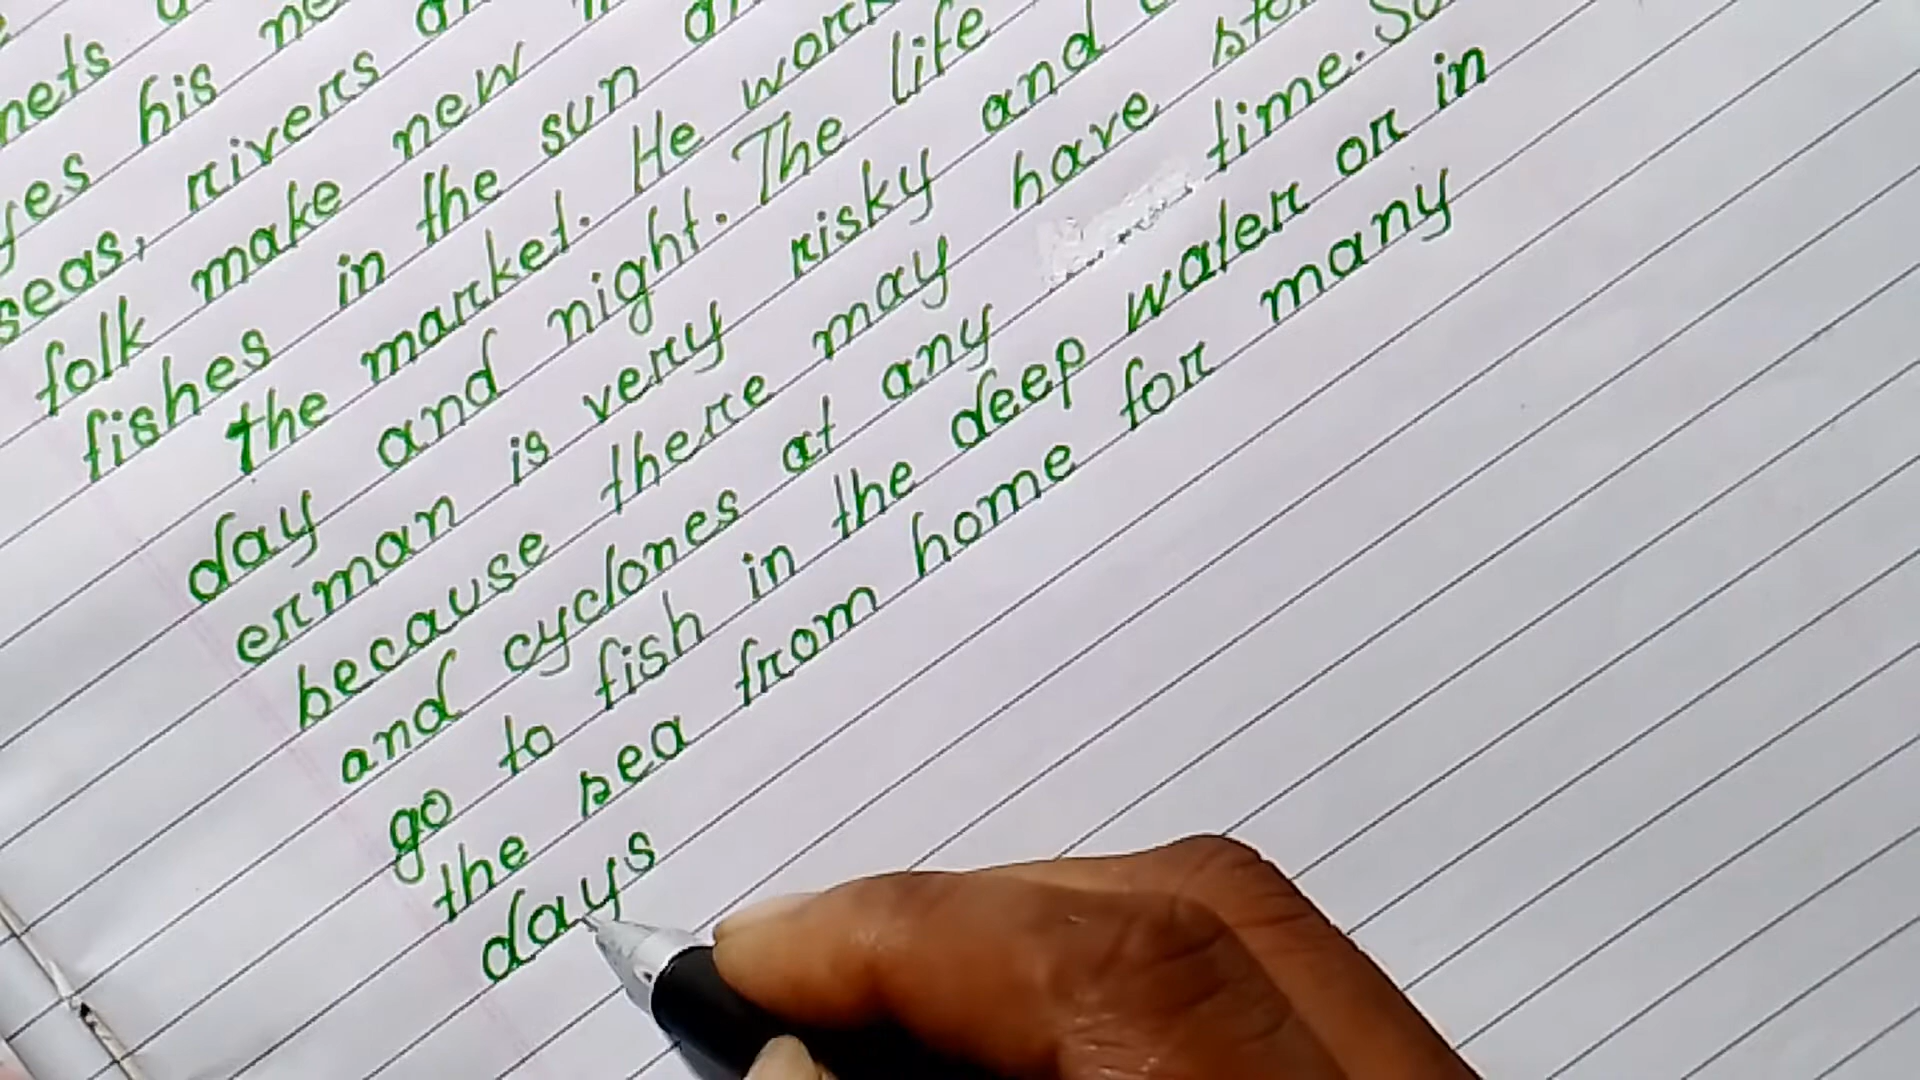 nets
his
seas, rivers
folk make new
fishes in the sun
the market. He work
day and night. The life
erman is very risky and
because there may have
and cyclones at any time. So
go to fish in the deep water or in
the sea from home for many
days